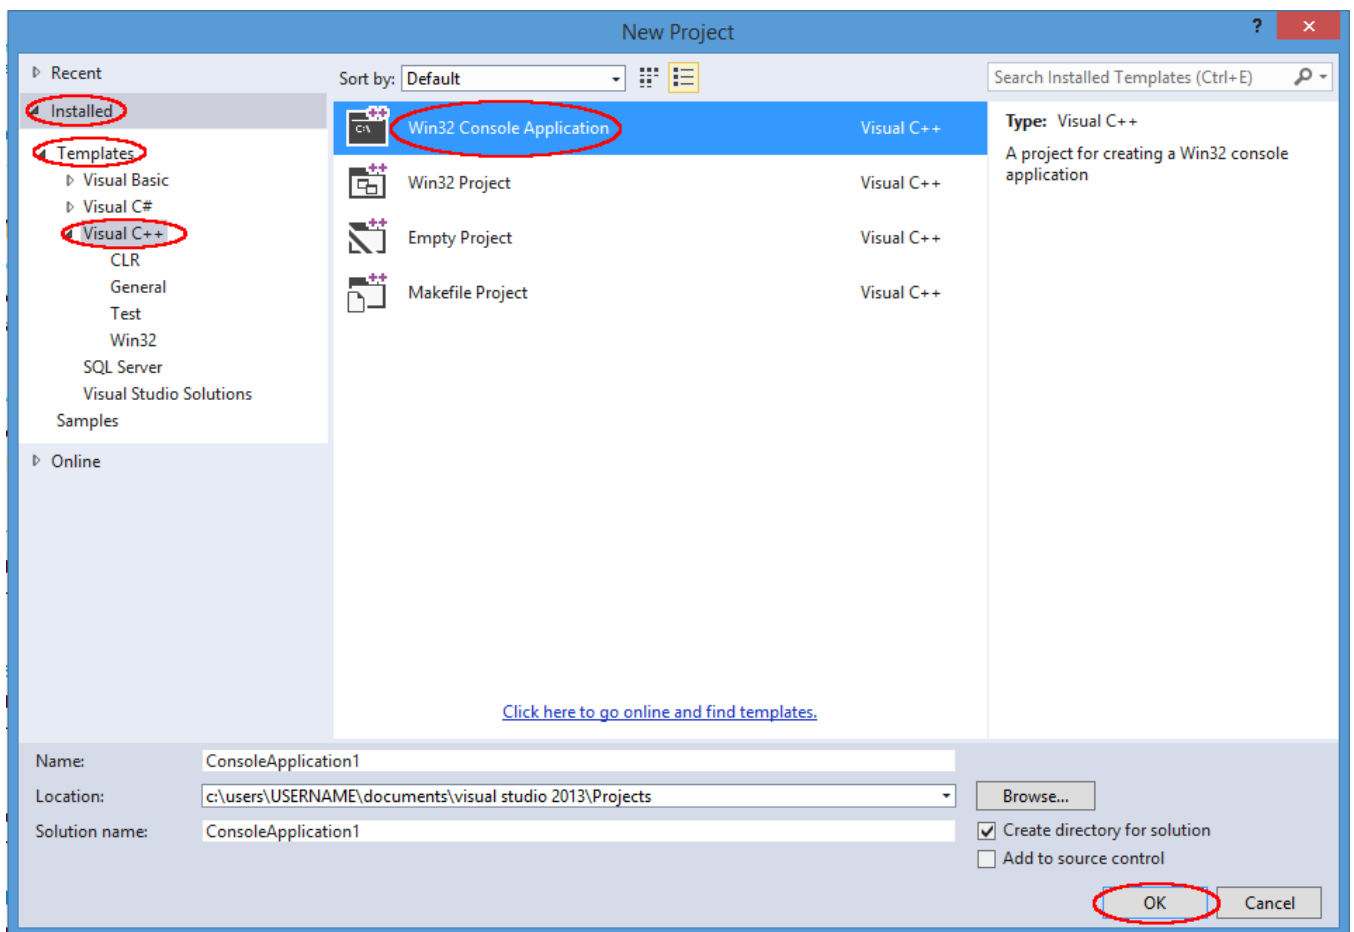 New Project
?
Recent
Installed
Templates
Visual Basic
Visual C#
Visual C++
CLR
General
Test
Win32
SQL Server
Visual Studio Solutions
Samples
Online
Sort by: Default
Win32 Console Application Visual C++
Win32 Project Visual C++
Empty Project Visual C++
Makefile Project Visual C++
Click here to go online and find templates.
Search Installed Templates (Ctrl+E)
Type: Visual C++
A project for creating a Win32 console
application
Name: ConsoleApplication1
Location: c:\users\USERNAME\documents\visual studio 2013\Projects
Browse...
Solution name: ConsoleApplication1
Create directory for solution
Add to source control
OK Cancel